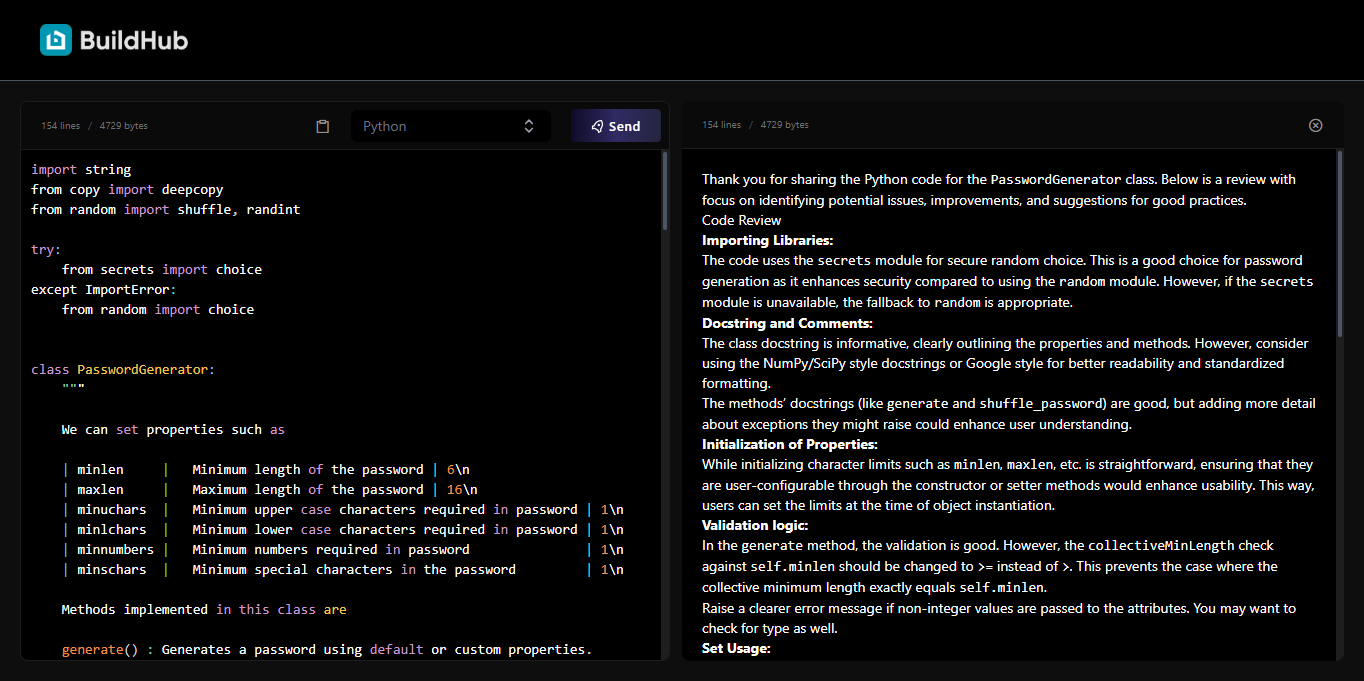 BuildHub
154 lines / 4729 bytes
Python
Send
import string
from copy import deepcopy
from random import shuffle, randint
try:
from secrets import choice
except ImportError:
from random import choice
class PasswordGenerator:
"""
We can set properties such as
| minlen | Minimum length of the password | 6\n
| maxlen | Maximum length of the password | 16\n
| minuchars | Minimum upper case characters required in password | 1\n
| minlchars | Minimum lower case characters required in password | 1\n
| minnumbers | Minimum numbers required in password | 1\n
| minschars | Minimum special characters in the password | 1\n
Methods implemented in this class are
generate() : Generates a password using default or custom properties.
154 lines / 4729 bytes
Thank you for sharing the Python code for the PasswordGenerator class. Below is a review with
focus on identifying potential issues, improvements, and suggestions for good practices.
Code Review
Importing Libraries:
The code uses the secrets module for secure random choice. This is a good choice for password
generation as it enhances security compared to using the random module. However, if the secrets
module is unavailable, the fallback to random is appropriate.
Docstring and Comments:
The class docstring is informative, clearly outlining the properties and methods. However, consider
using the NumPy/SciPy style docstrings or Google style for better readability and standardized
formatting.
The methods’ docstrings (like generate and shuffle_password) are good, but adding more detail
about exceptions they might raise could enhance user understanding.
Initialization of Properties:
While initializing character limits such as minlen, maxlen, etc. is straightforward, ensuring that they
are user-configurable through the constructor or setter methods would enhance usability. This way,
users can set the limits at the time of object instantiation.
Validation logic:
In the generate method, the validation is good. However, the collectiveMinLength check
against self.minlen should be changed to >= instead of >. This prevents the case where the
collective minimum length exactly equals self.minlen.
Raise a clearer error message if non-integer values are passed to the attributes. You may want to
check for type as well.
Set Usage: